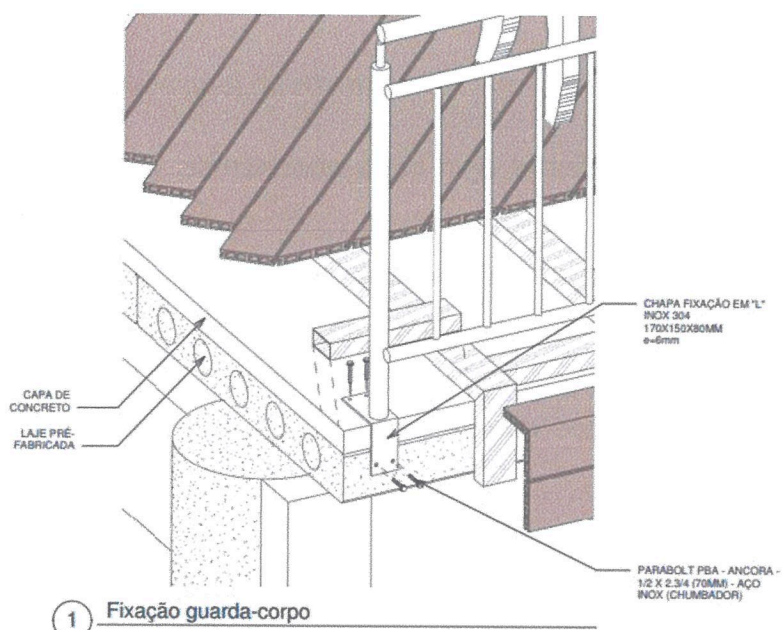 CHAPA FIXAÇÃO EM "L"
INOX 304
170X150X80MM
e=6mm
CAPA DE
CONCRETO
LAJE PRÉ-
FABRICADA
PARABOLT PBA - ANCORA -
1/2 X 2.3/4 (70MM) - AÇO
INOX (CHUMBADOR)
1 Fixação guarda-corpo